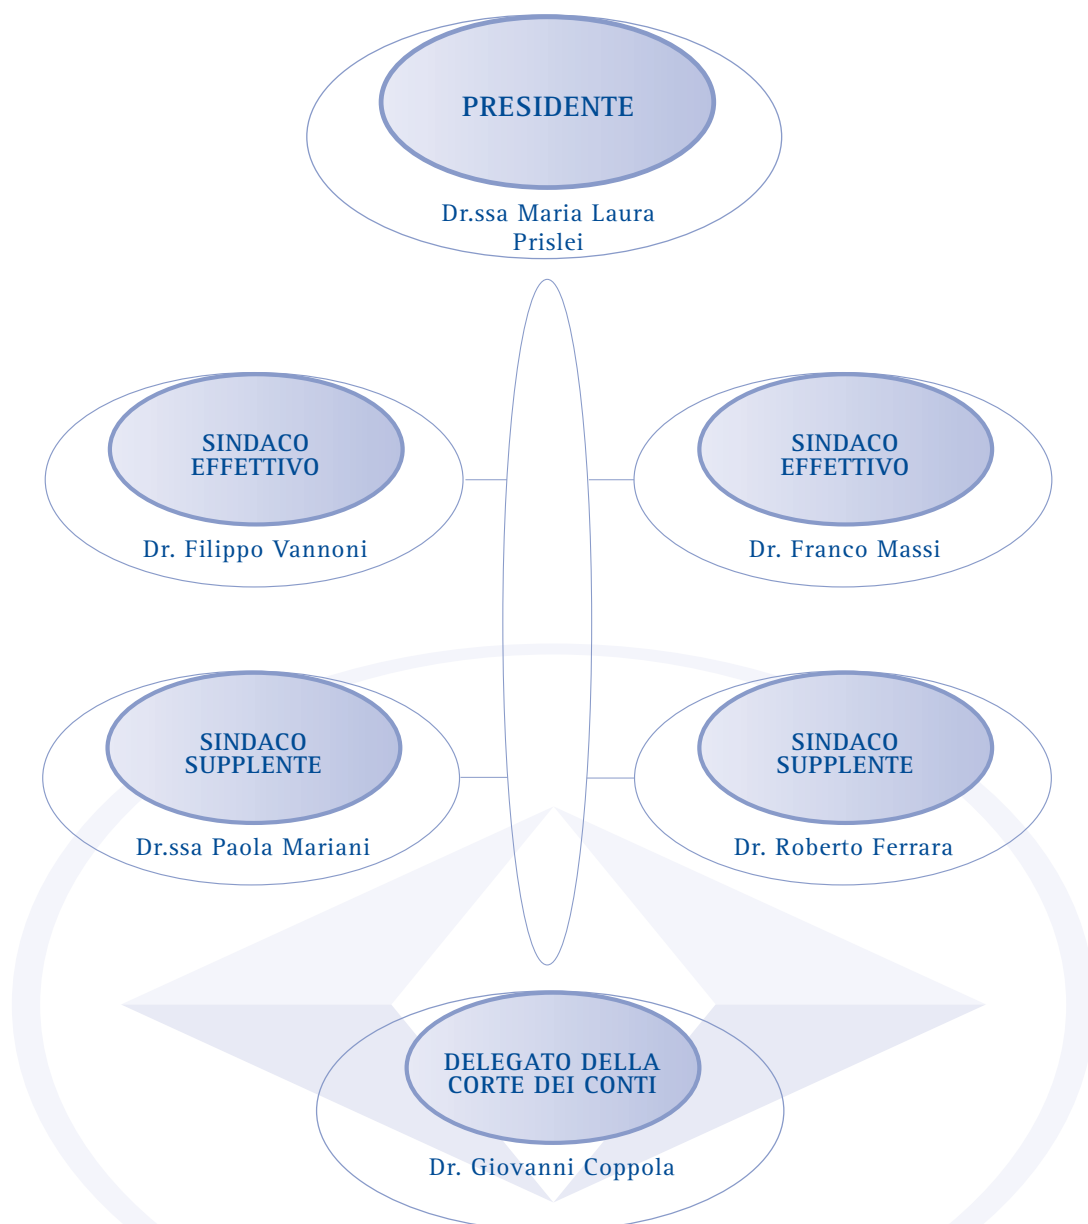 PRESIDENTE
Dr.ssa Maria Laura
Prislei
SINDACO
EFFETTIVO
Dr. Filippo Vannoni
SINDACO
EFFETTIVO
Dr. Franco Massi
SINDACO
SUPPLENTE
Dr.ssa Paola Mariani
SINDACO
SUPPLENTE
Dr. Roberto Ferrara
DELEGATO DELLA
CORTE DEI CONTI
Dr. Giovanni Coppola